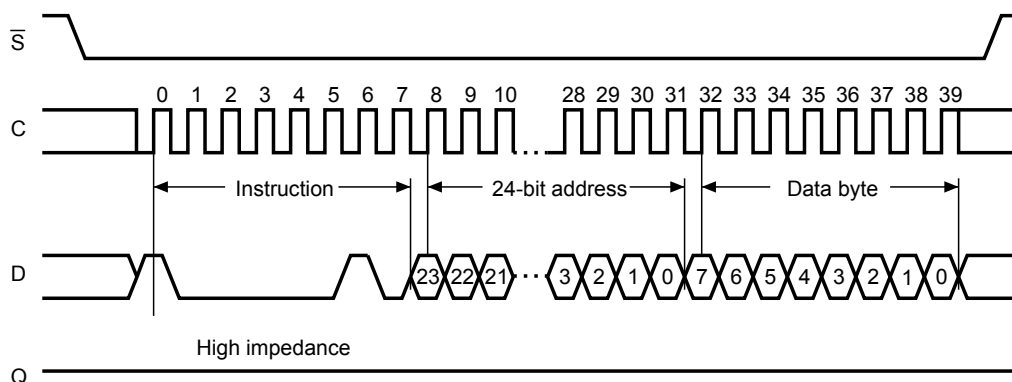 S
0 1 2 3 4 5 6 7 8 9 10 28 29 30 31 32 33 34 35 36 37 38 39
C
Instruction 24-bit address Data byte
D
23 22 21 3 2 1 0 7 6 5 4 3 2 1 0
High impedance
Q